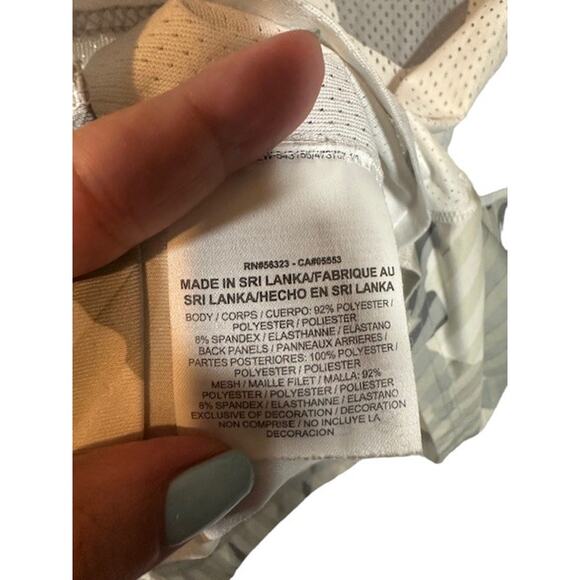 RN#56323 - CA#05553
MADE IN SRI LANKA/FABRIQUE AU
SRI LANKA/HECHO EN SRI LANKA
BODY / CORPS / CUERPO: 92% POLYESTER /
POLYESTER / POLIESTER
8% SPANDEX / ELASTHANNE / ELASTANO
BACK PANELS / PANNEAUX ARRIERES /
PARTES POSTERIORES: 100% POLYESTER /
POLYESTER / POLIESTER
MESH / MAILLE FILET / MALLA: 92%
POLYESTER / POLYESTER / POLIESTER
8% SPANDEX / ELASTHANNE / ELASTANO
EXCLUSIVE OF DECORATION / DECORATION
NON COMPRISE / NO INCLUYE LA
DECORACION